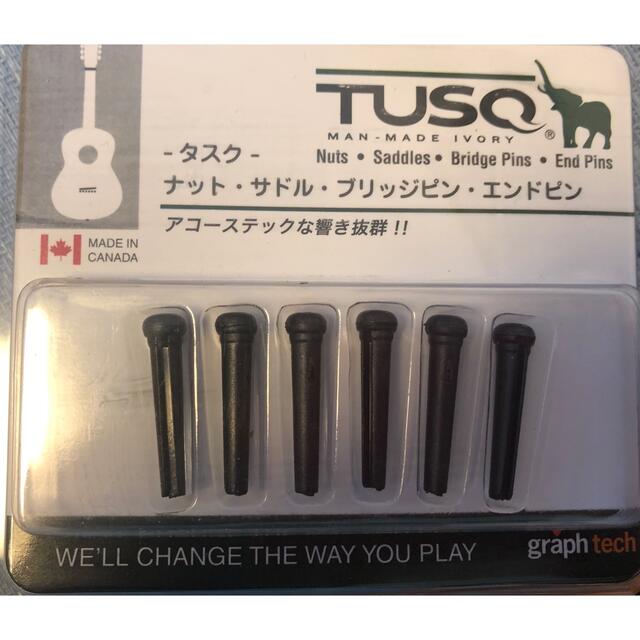 TUSQ
MAN-MADE IVORY ®
Nuts • Saddles • Bridge Pins • End Pins
- タスク -
ナット・サドル・ブリッジピン・エンドピン
アコーステックな響き抜群!!
MADE IN
CANADA
WE'LL CHANGE THE WAY YOU PLAY
graph tech